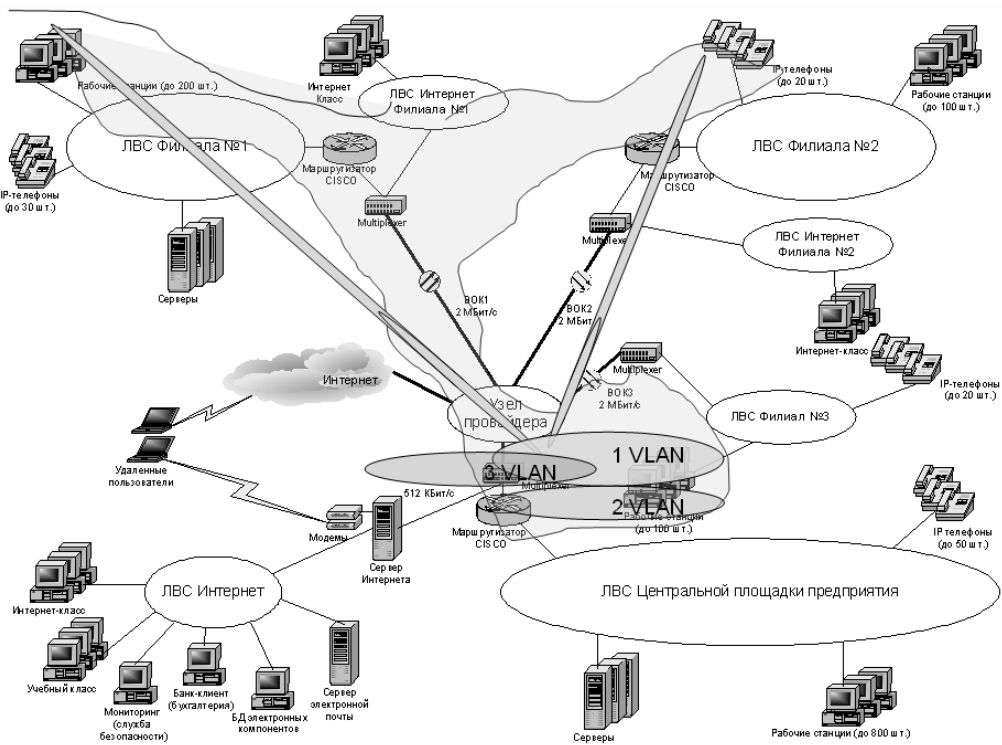 Рабочие станции (до 200 шт.)
Интернет
Класс
ЛВС Интернет
Филиала №1
IP-телефоны
(до 20 шт.)
Рабочие станции
(до 100 шт.)
ЛВС Филиала №1
Маршрутизатор
CISCO
ЛВС Филиала №2
Маршрутизатор
CISCO
IP-телефоны
(до 30 шт.)
Multiplexer
Multiplexer
ЛВС Интернет
Филиала №2
Серверы
ВОК1
2 МБит/с
ВОК2
2 МБит
Интернет-класс
Multiplexer
IP-телефоны
(до 20 шт.)
Интернет
ВОК3
2 МБит/с
Узел
провайдера
ЛВС Филиал №3
Удаленные
пользователи
1 VLAN
3 VLAN
Multiplexer
512 КБит/с
2 VLAN
Рабочие станции
(до 100 шт.)
Маршрутизатор
CISCO
Модемы
IP телефоны
(до 50 шт.)
Сервер
Интернета
ЛВС Интернет
ЛВС Центральной площадки предприятия
Интернет-класс
Учебный класс
Мониторинг
(служба
безопасности)
Банк-клиент
(бухгалтерия)
БД электронных
компонентов
Сервер
электронной
почты
Серверы
Рабочие станции (до 800 шт.)